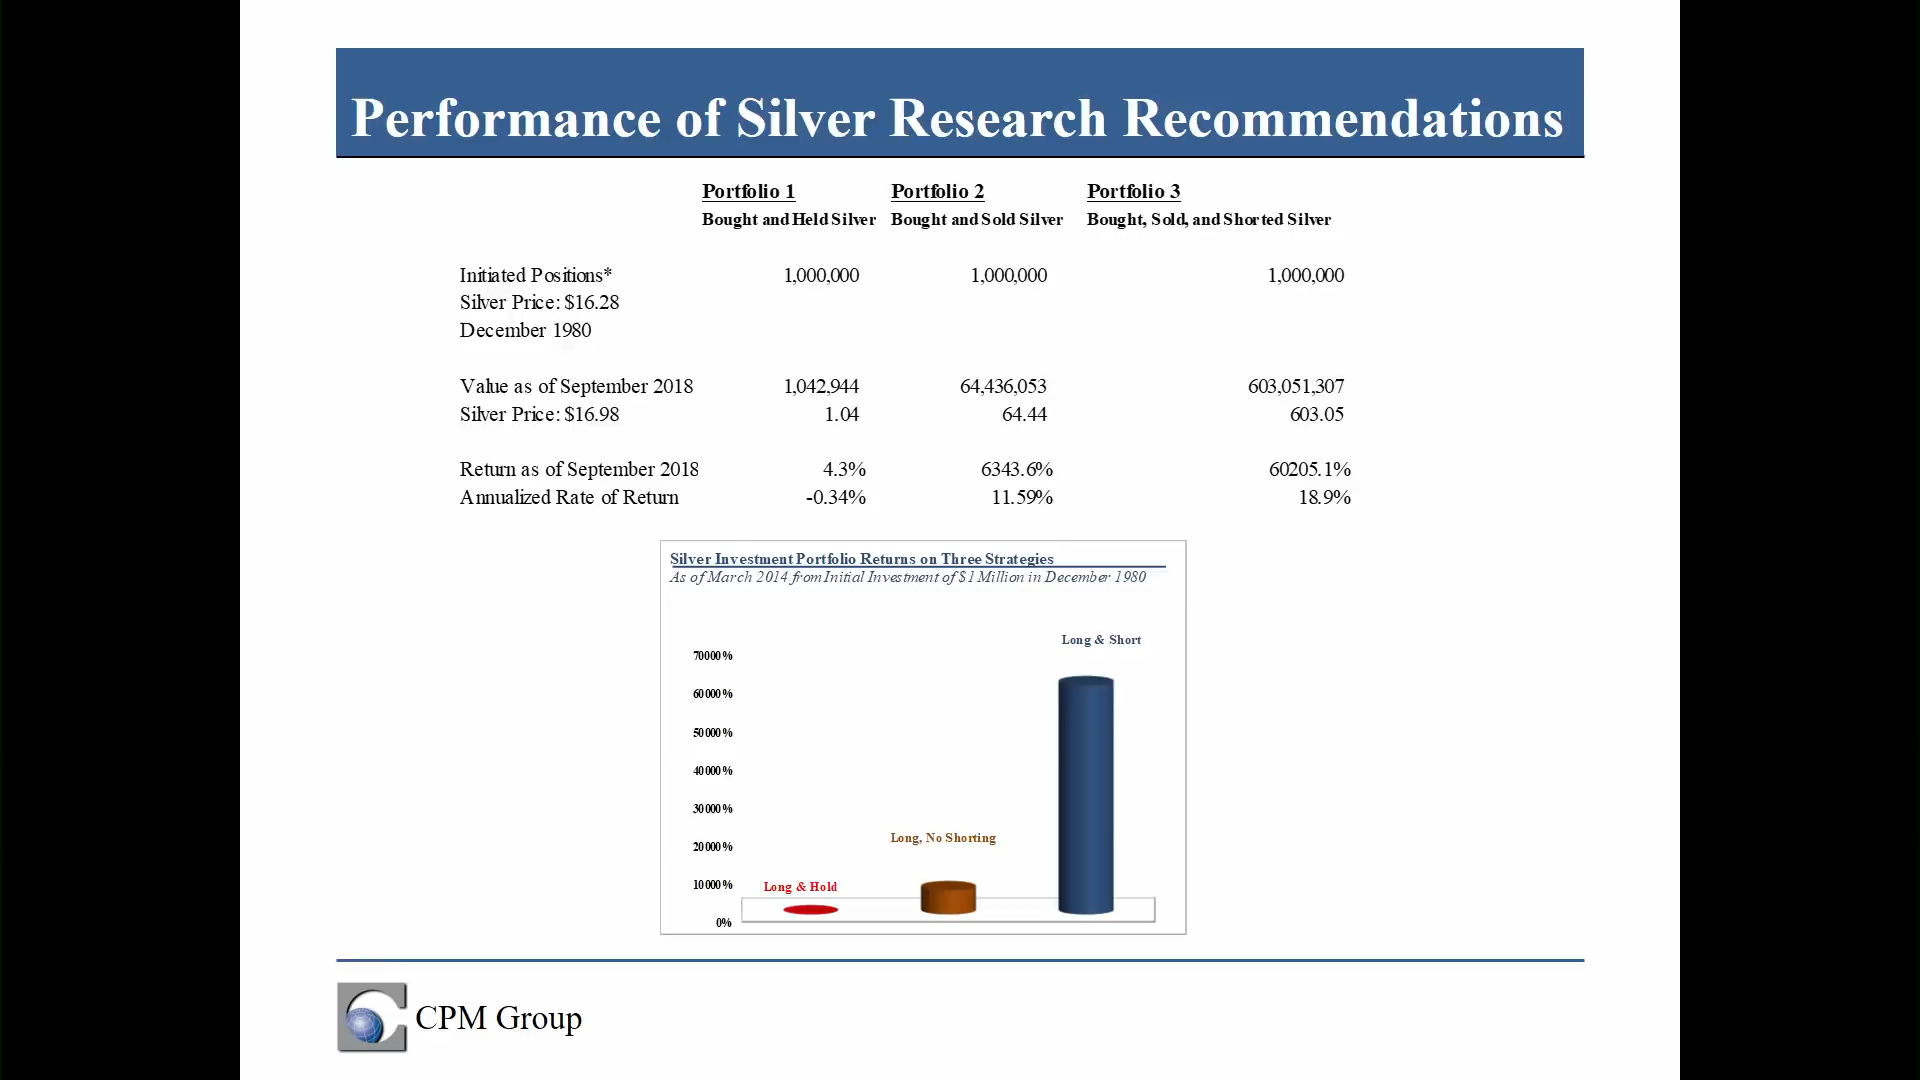 Performance of Silver Research Recommendations
Portfolio 1 Portfolio 2 Portfolio 3
Bought and Held Silver Bought and Sold Silver Bought, Sold, and Shorted Silver
Initiated Positions* 1,000,000 1,000,000 1,000,000
Silver Price: $16.28
December 1980
Value as of September 2018 1,042,944 64,436,053 603,051,307
Silver Price: $16.98 1.04 64.44 603.05
Return as of September 2018 4.3% 6343.6% 60205.1%
Annualized Rate of Return -0.34% 11.59% 18.9%
Silver Investment Portfolio Returns on Three Strategies
As of March 2014 from Initial Investment of $1 Million in December 1980
Long & Short
70000%
60000%
50000%
40000%
30000%
Long, No Shorting
20000%
10000% Long & Hold
0%
CPM Group